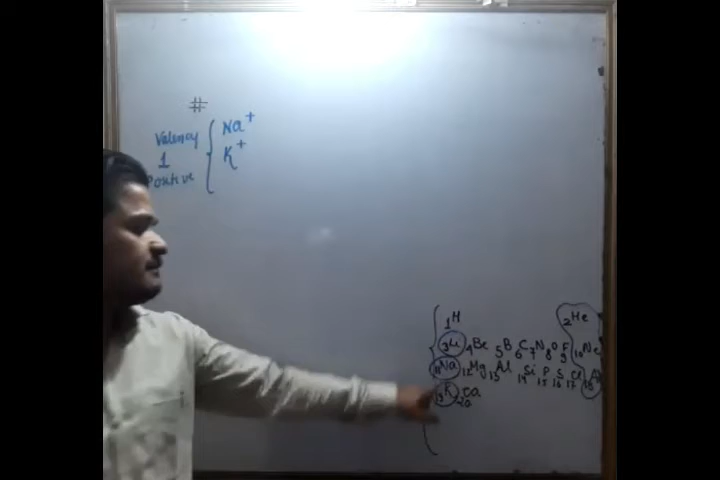 #
Valency
1
Positive
Na⁺
K⁺
₁H ₂He
₃Li ₄Be ₅B ₆C ₇N ₈O ₉F ₁₀Ne
₁₁Na ₁₂Mg ₁₃Al ₁₄Si ₁₅P ₁₆S ₁₇Cl ₁₈A
₁₉K ₂₀Ca